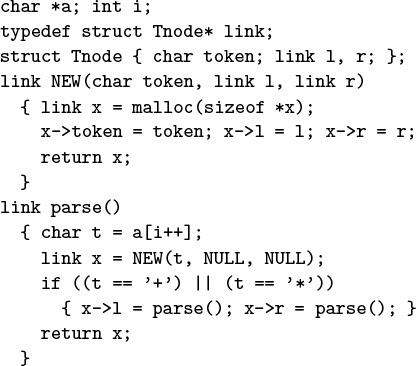 char *a; int i;
typedef struct Tnode* link;
struct Tnode { char token; link l, r; };
link NEW(char token, link l, link r)
  { link x = malloc(sizeof *x);
    x->token = token; x->l = l; x->r = r;
    return x;
  }
link parse()
  { char t = a[i++];
    link x = NEW(t, NULL, NULL);
    if ((t == '+') || (t == '*'))
      { x->l = parse(); x->r = parse(); }
    return x;
  }